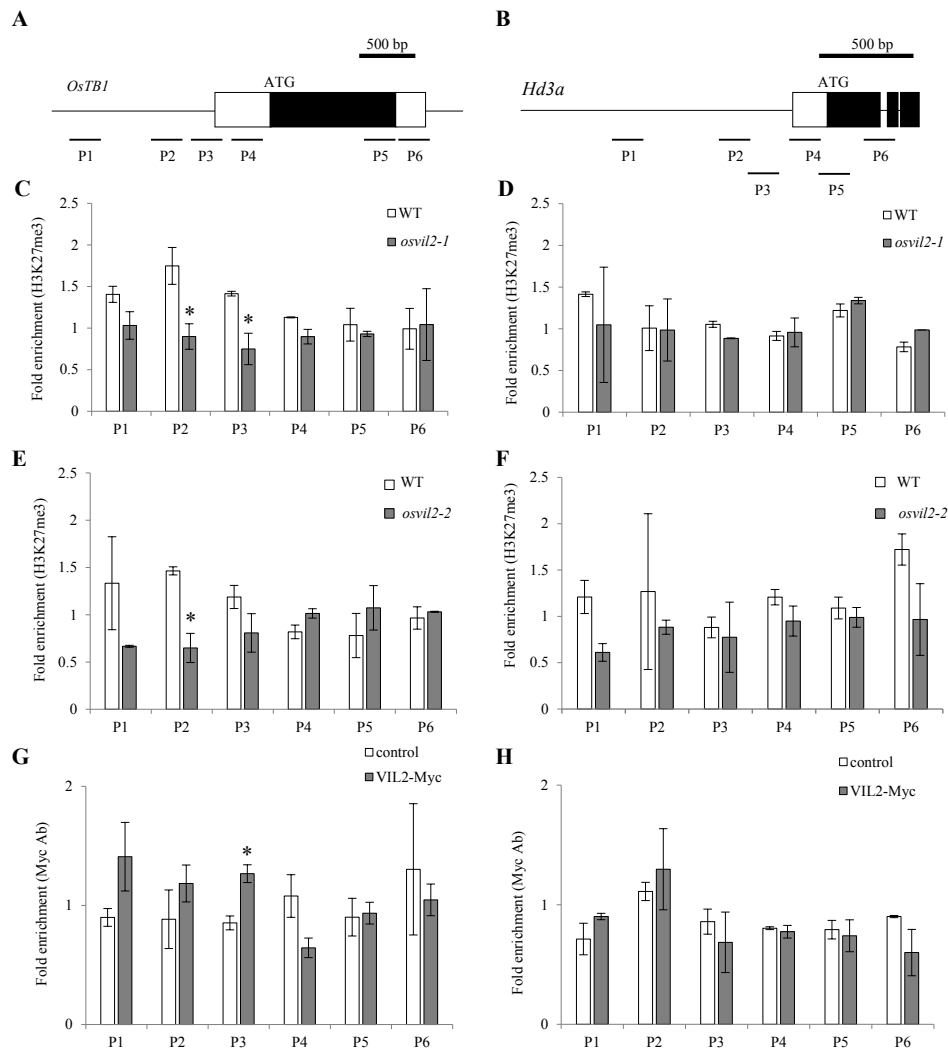 A
500 bp
OsTB1
ATG
P1 P2 P3 P4 P5 P6
B
500 bp
Hd3a
ATG
P1 P2 P4 P6
P3 P5
C
2.5
2
1.5
1
0.5
0
Fold enrichment (H3K27me3)
WT
osvil2-1
* *
P1 P2 P3 P4 P5 P6
D
2.5
2
1.5
1
0.5
0
Fold enrichment (H3K27me3)
WT
osvil2-1
P1 P2 P3 P4 P5 P6
E
2.5
2
1.5
1
0.5
0
Fold enrichment (H3K27me3)
WT
osvil2-2
*
P1 P2 P3 P4 P5 P6
F
2.5
2
1.5
1
0.5
0
Fold enrichment (H3K27me3)
WT
osvil2-2
P1 P2 P3 P4 P5 P6
G
2
1
0
Fold enrichment (Myc Ab)
control
VIL2-Myc
*
P1 P2 P3 P4 P5 P6
H
2
1
0
Fold enrichment (Myc Ab)
control
VIL2-Myc
P1 P2 P3 P4 P5 P6